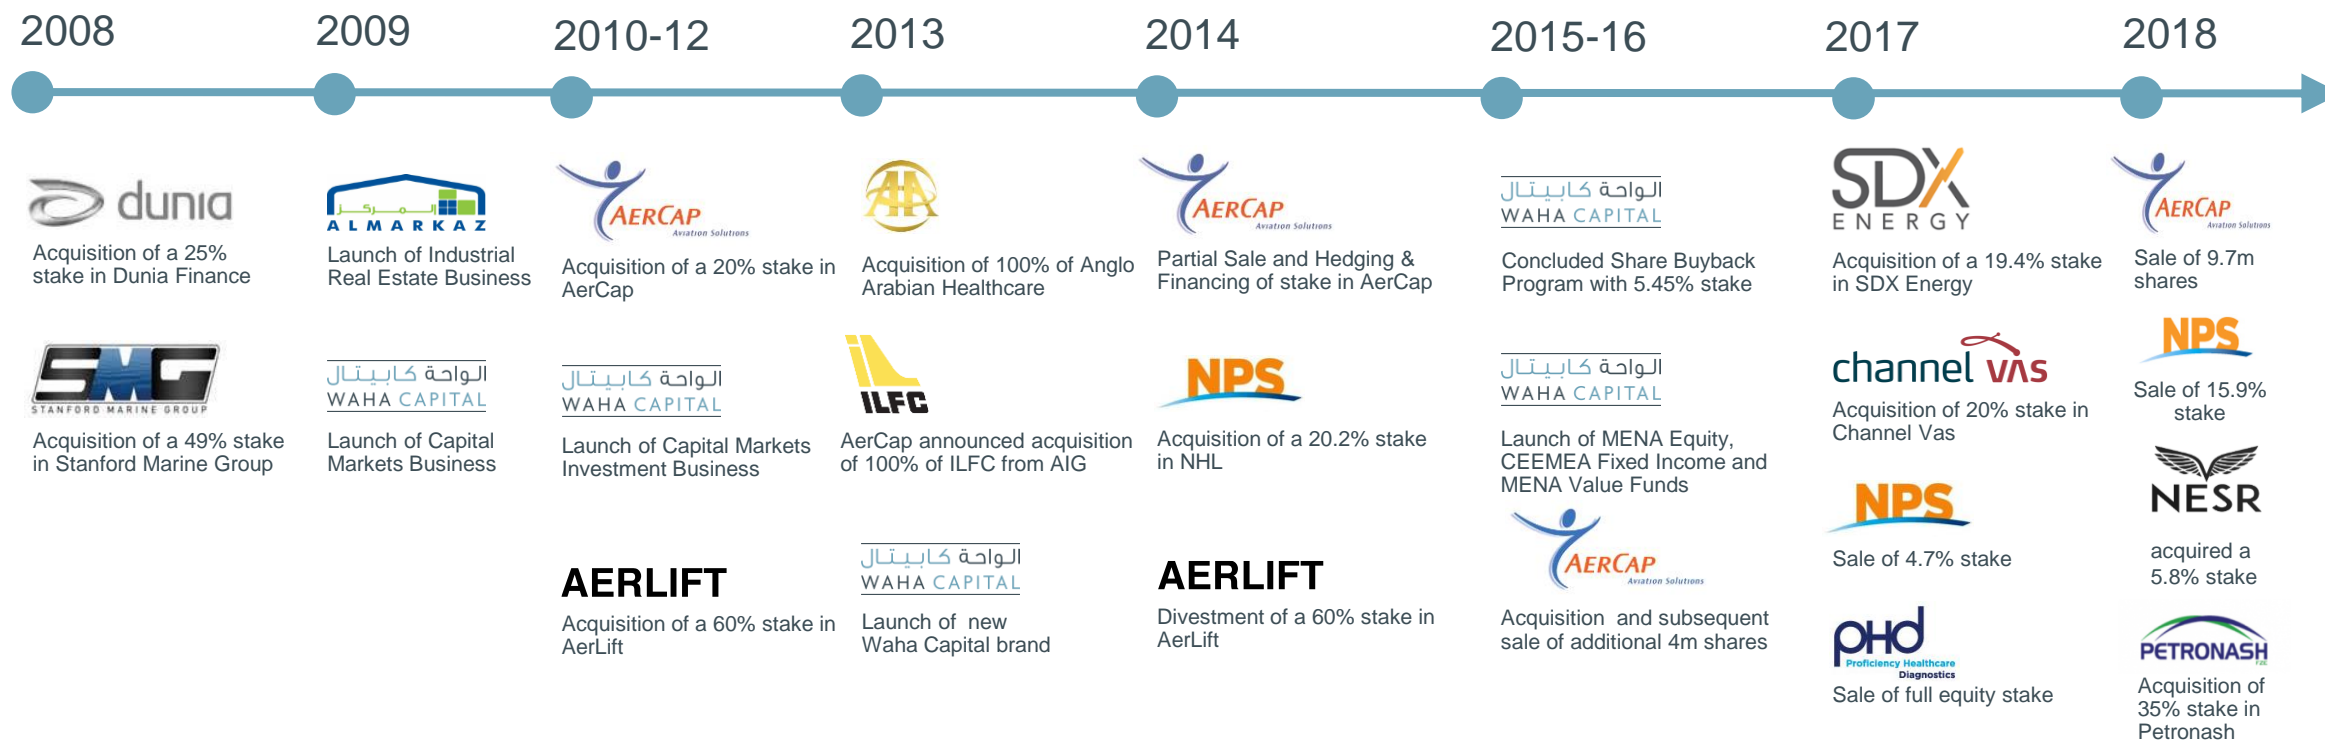 2008
2009
2010-12
2013
2014
2015-16
2017
2018
dunia
Acquisition of a 25%
stake in Dunia Finance
SMG
STANFORD MARINE GROUP
Acquisition of a 49% stake
in Stanford Marine Group
المركز
ALMARKAZ
Launch of Industrial
Real Estate Business
الواحة كابيتال
WAHA CAPITAL
Launch of Capital
Markets Business
AERCAP
Aviation Solutions
Acquisition of a 20% stake in
AerCap
الواحة كابيتال
WAHA CAPITAL
Launch of Capital Markets
Investment Business
AERLIFT
Acquisition of a 60% stake in
AerLift
AHA
Acquisition of 100% of Anglo
Arabian Healthcare
ILFC
AerCap announced acquisition
of 100% of ILFC from AIG
الواحة كابيتال
WAHA CAPITAL
Launch of new
Waha Capital brand
AERCAP
Aviation Solutions
Partial Sale and Hedging &
Financing of stake in AerCap
NPS
Acquisition of a 20.2% stake
in NHL
AERLIFT
Divestment of a 60% stake in
AerLift
الواحة كابيتال
WAHA CAPITAL
Concluded Share Buyback
Program with 5.45% stake
الواحة كابيتال
WAHA CAPITAL
Launch of MENA Equity,
CEEMEA Fixed Income and
MENA Value Funds
AERCAP
Aviation Solutions
Acquisition and subsequent
sale of additional 4m shares
SDX
ENERGY
Acquisition of a 19.4% stake
in SDX Energy
channel vas
Acquisition of 20% stake in
Channel Vas
NPS
Sale of 4.7% stake
pHd
Proficiency Healthcare
Diagnostics
Sale of full equity stake
AERCAP
Aviation Solutions
Sale of 9.7m
shares
NPS
Sale of 15.9%
stake
NESR
acquired a
5.8% stake
PETRONASH
FZE
Acquisition of
35% stake in
Petronash